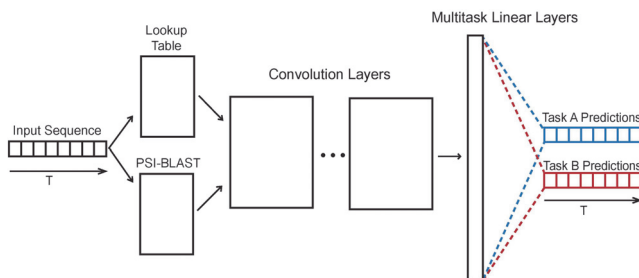 Multitask Linear Layers
Lookup
Table
Convolution Layers
Input Sequence
T
PSI-BLAST
Task A Predictions
Task B Predictions
T